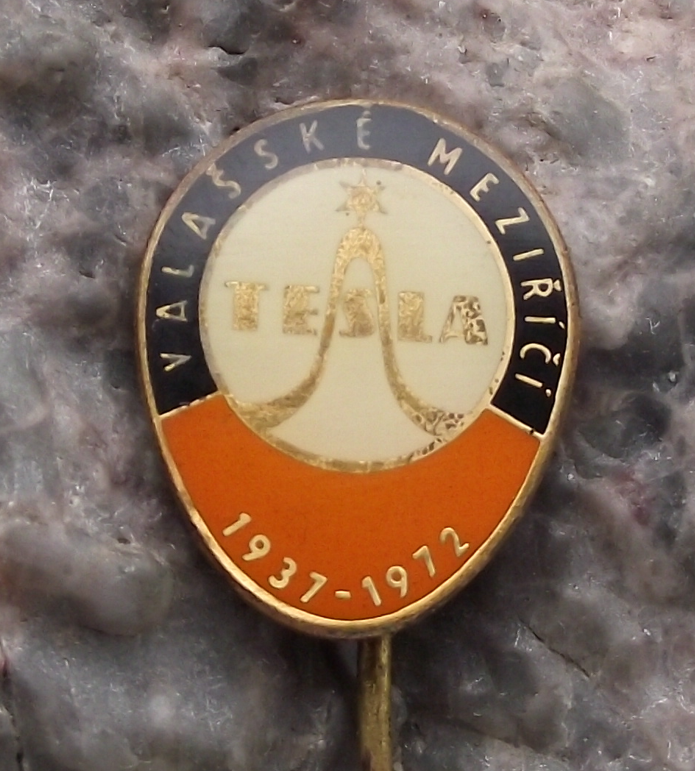 VALAŠSKÉ MEZIŘÍČÍ
TESLA
1937-1972